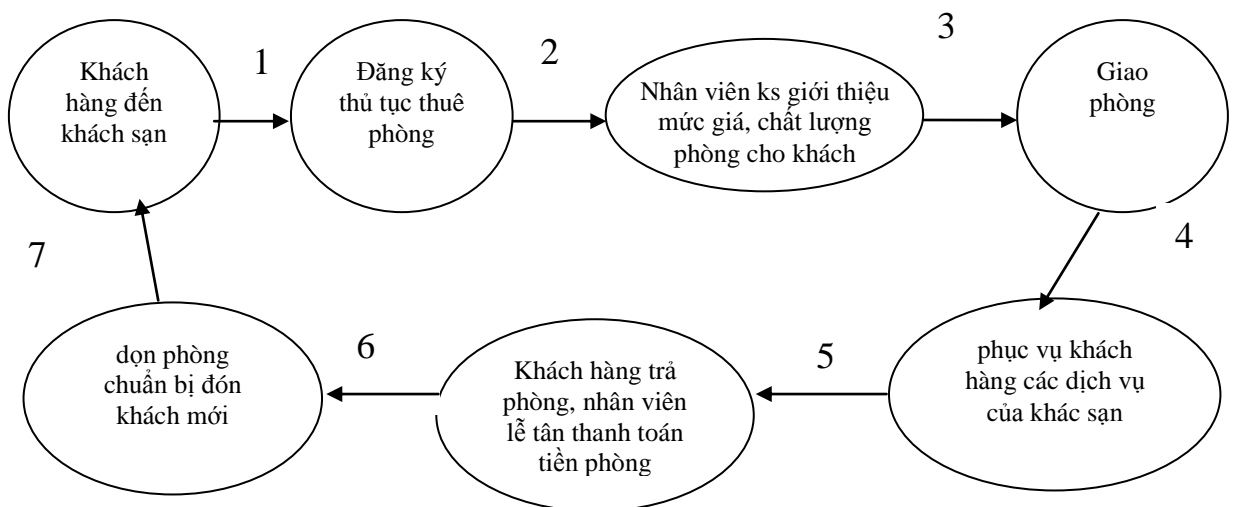 Khách
hàng đến
khách sạn
1
Đăng ký
thủ tục thuê
phòng
2
Nhân viên ks giới thiệu
mức giá, chất lượng
phòng cho khách
3
Giao
phòng
4
phục vụ khách
hàng các dịch vụ
của khác sạn
5
Khách hàng trả
phòng, nhân viên
lễ tân thanh toán
tiền phòng
6
dọn phòng
chuẩn bị đón
khách mới
7